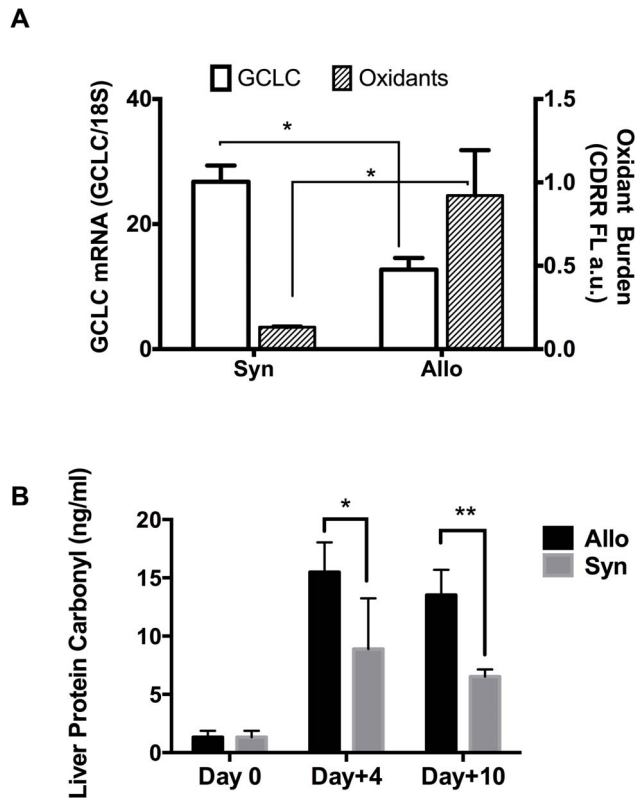 A
GCLC Oxidants
GCLC mRNA (GCLC/18S)
40
20
0
*
*
1.5
1.0
0.5
0.0
Oxidant Burden
(CDRR FL a.u.)
Syn Allo
B
Liver Protein Carbonyl (ng/ml)
20
15
10
5
0
*
**
Allo
Syn
Day 0 Day+4 Day+10